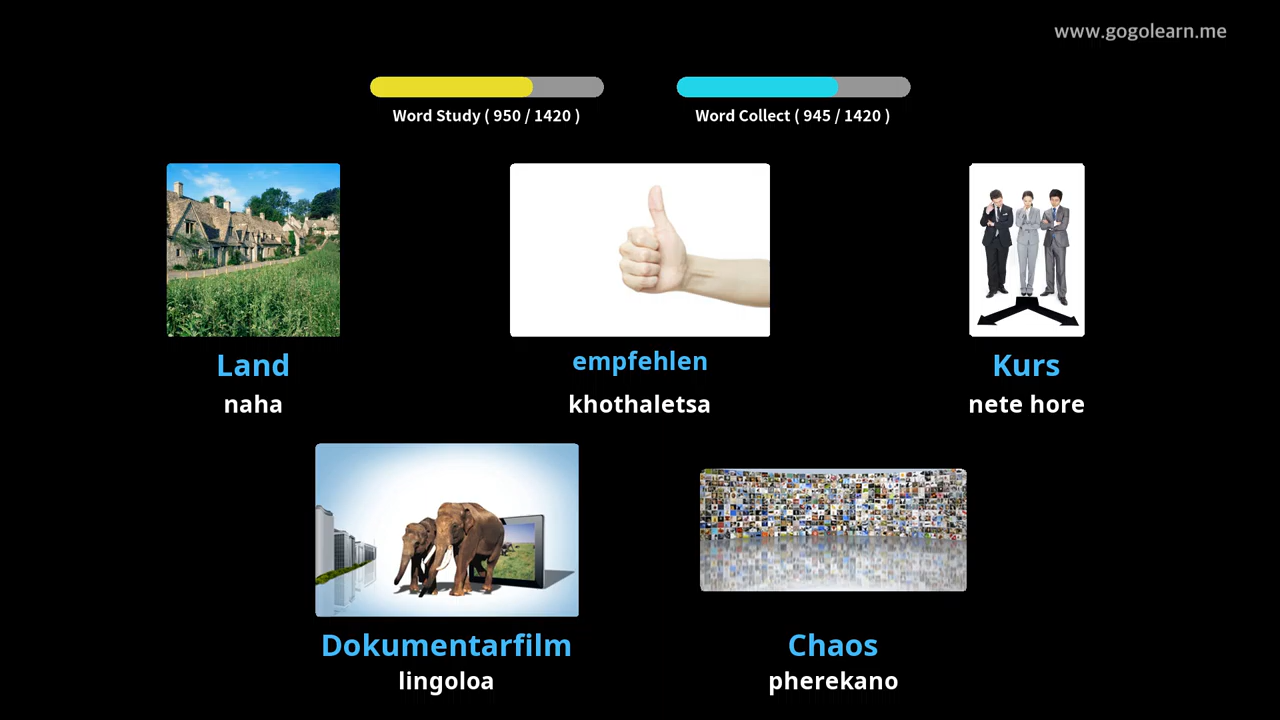 www.gogolearn.me
Word Study ( 950 / 1420 )
Word Collect ( 945 / 1420 )
Land
naha
empfehlen
khothaletsa
Kurs
nete hore
Dokumentarfilm
lingoloa
Chaos
pherekano